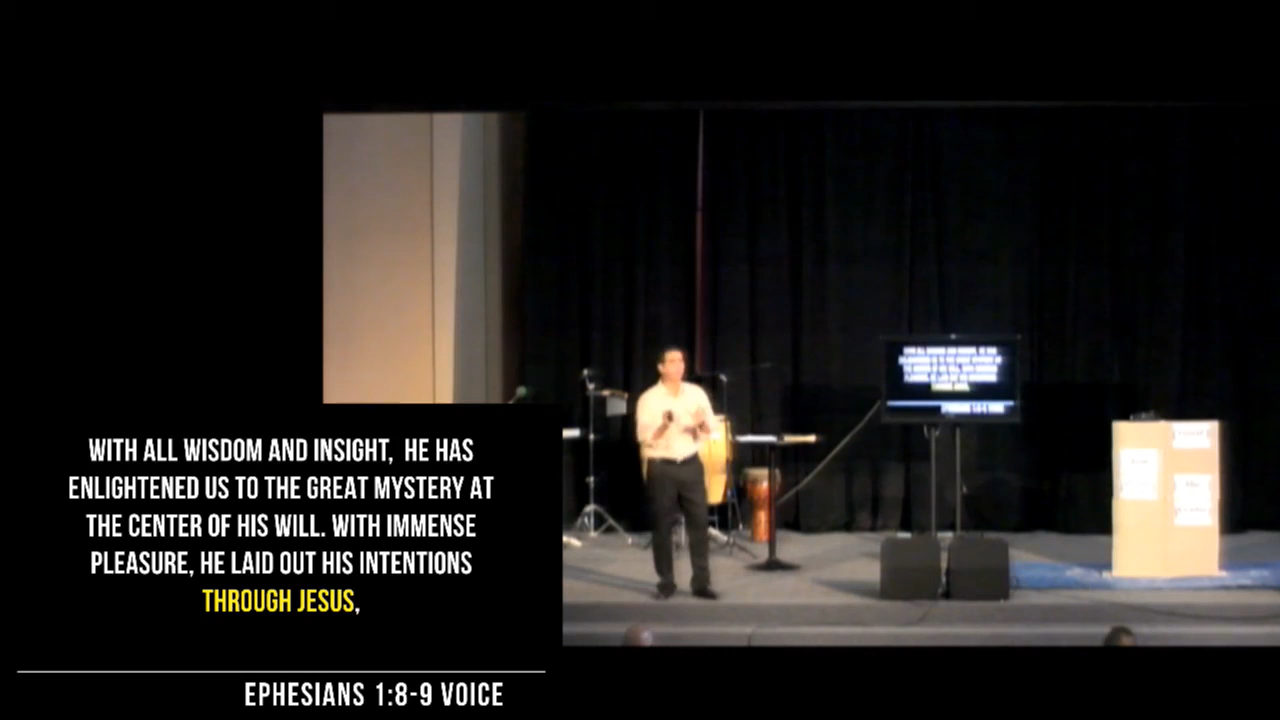 WITH ALL WISDOM AND INSIGHT, HE HAS
ENLIGHTENED US TO THE GREAT MYSTERY AT
THE CENTER OF HIS WILL. WITH IMMENSE
PLEASURE, HE LAID OUT HIS INTENTIONS
THROUGH JESUS,
EPHESIANS 1:8-9 VOICE